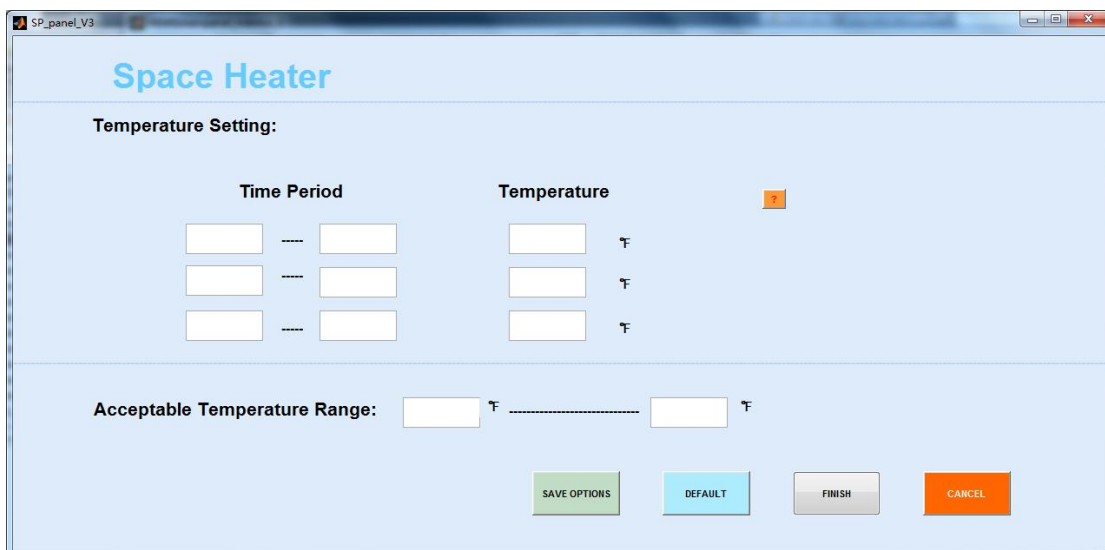 SP_panel_V3
Space Heater
Temperature Setting:
Time Period Temperature
?
----- °F
----- °F
----- °F
Acceptable Temperature Range: °F ------------------------------ °F
SAVE OPTIONS DEFAULT FINISH CANCEL